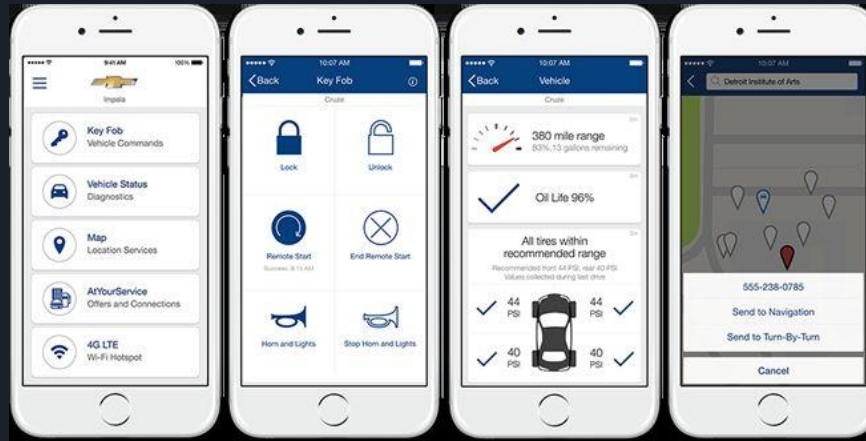 9:41 AM
100%
Impala
Key Fob
Vehicle Commands
Vehicle Status
Diagnostics
Map
Location Services
AtYourService
Offers and Connections
4G LTE
Wi-Fi Hotspot
10:07 AM
Back
Key Fob
Cruze
Lock
Unlock
Remote Start
End Remote Start
Success, 8:15 AM
Horn and Lights
Stop Horn and Lights
10:07 AM
Back
Vehicle
Cruze
380 mile range
83%, 13 gallons remaining
Oil Life 96%
All tires within
recommended range
Recommended front 44 PSI, rear 40 PSI
Values collected during last drive
44
PSI
44
PSI
40
PSI
40
PSI
10:07 AM
Detroit Institute of Arts
555-238-0785
Send to Navigation
Send to Turn-By-Turn
Cancel